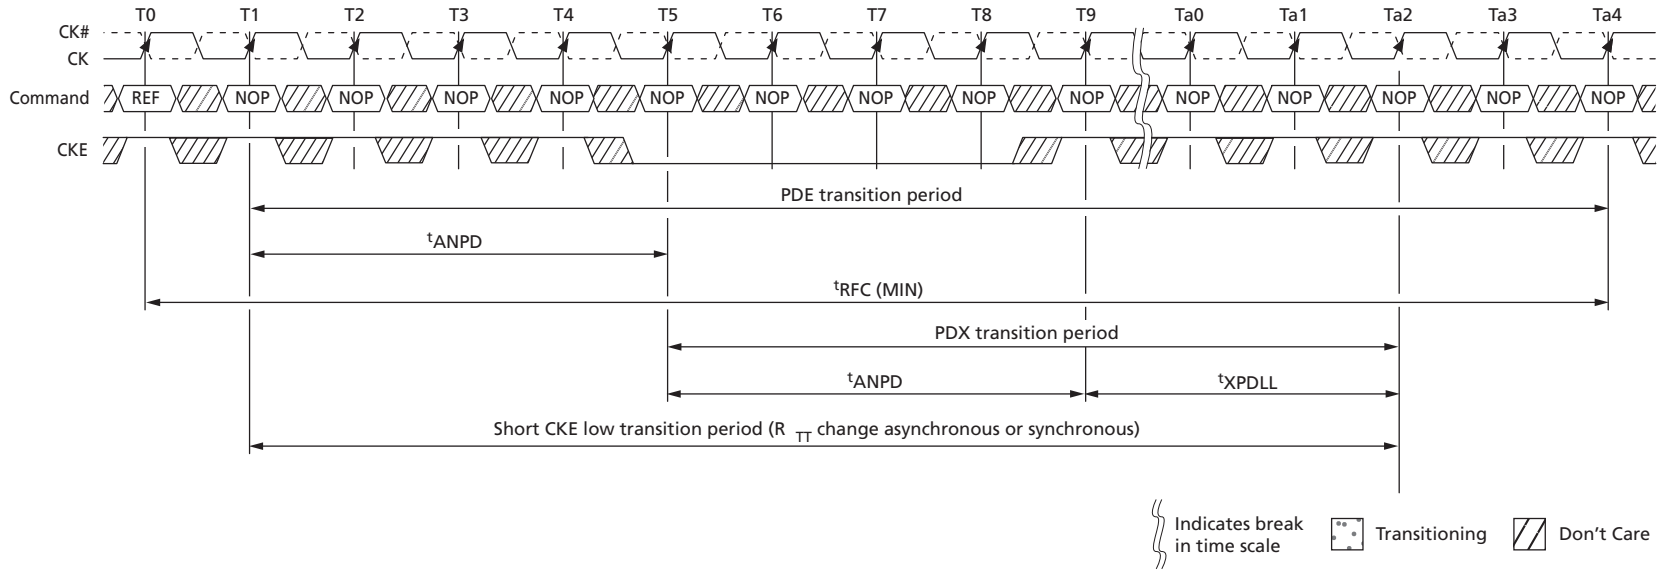 T0 T1 T2 T3 T4 T5 T6 T7 T8 T9 Ta0 Ta1 Ta2 Ta3 Ta4
CK#
CK
Command REF NOP NOP NOP NOP NOP NOP NOP NOP NOP NOP NOP NOP NOP NOP
CKE
PDE transition period
tANPD
tRFC (MIN)
PDX transition period
tANPD tXPDLL
Short CKE low transition period (R TT change asynchronous or synchronous)
Indicates break
in time scale
Transitioning
Don't Care